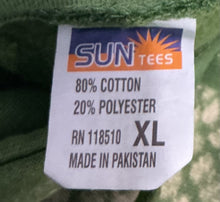 SUN TEES
80% COTTON
20% POLYESTER
RN 118510 XL
MADE IN PAKISTAN